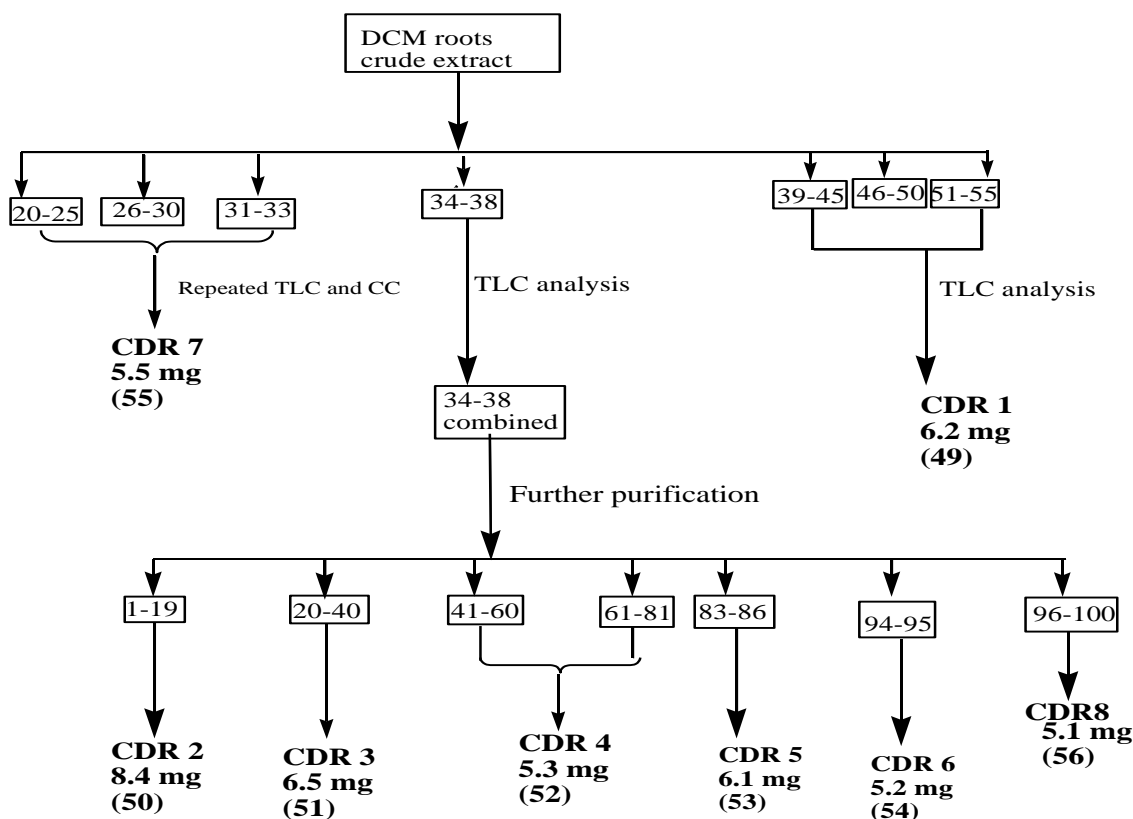 DCM roots
crude extract
20-25
26-30
31-33
34-38
39-45
46-50
51-55
Repeated TLC and CC
TLC analysis
TLC analysis
CDR 7
5.5 mg
(55)
34-38
combined
CDR 1
6.2 mg
(49)
Further purification
1-19
20-40
41-60
61-81
83-86
94-95
96-100
CDR 2
8.4 mg
(50)
CDR 3
6.5 mg
(51)
CDR 4
5.3 mg
(52)
CDR 5
6.1 mg
(53)
CDR 6
5.2 mg
(54)
CDR8
5.1 mg
(56)